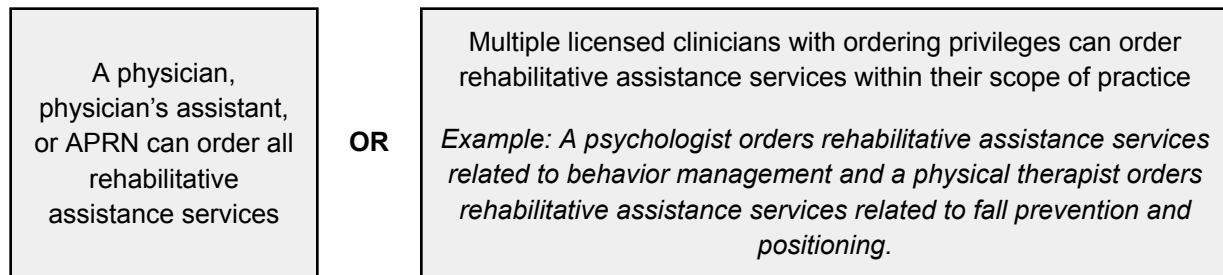 A physician,
physician's assistant,
or APRN can order all
rehabilitative
assistance services
OR
Multiple licensed clinicians with ordering privileges can order
rehabilitative assistance services within their scope of practice
Example: A psychologist orders rehabilitative assistance services
related to behavior management and a physical therapist orders
rehabilitative assistance services related to fall prevention and
positioning.